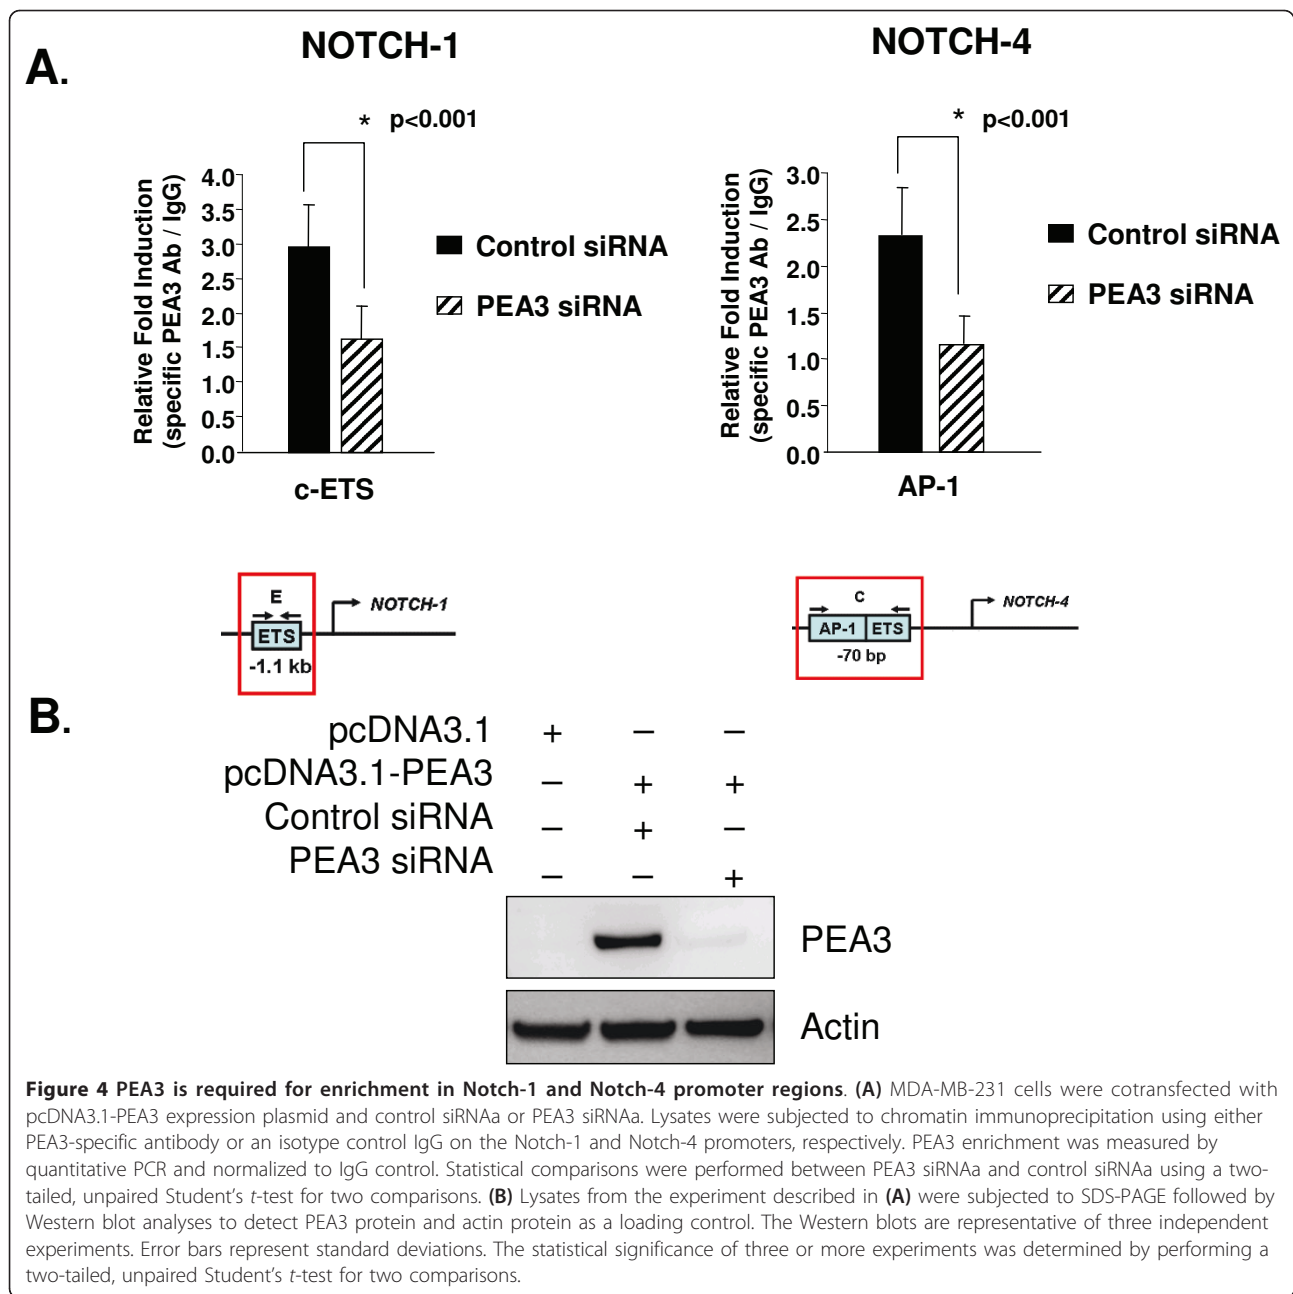 A.
NOTCH-1
* p<0.001
Relative Fold Induction
(specific PEA3 Ab / IgG)
4.0
3.5
3.0
2.5
2.0
1.5
1.0
0.5
0.0
Control siRNA
PEA3 siRNA
c-ETS
E
ETS
-1.1 kb
NOTCH-1
NOTCH-4
* p<0.001
Relative Fold Induction
(specific PEA3 Ab / IgG)
3.0
2.5
2.0
1.5
1.0
0.5
0.0
Control siRNA
PEA3 siRNA
AP-1
C
AP-1 ETS
-70 bp
NOTCH-4
B.
pcDNA3.1 + − −
pcDNA3.1-PEA3 − + +
Control siRNA − + −
PEA3 siRNA − − +
PEA3
Actin
Figure 4 PEA3 is required for enrichment in Notch-1 and Notch-4 promoter regions. (A) MDA-MB-231 cells were cotransfected with
pcDNA3.1-PEA3 expression plasmid and control siRNAa or PEA3 siRNAa. Lysates were subjected to chromatin immunoprecipitation using either
PEA3-specific antibody or an isotype control IgG on the Notch-1 and Notch-4 promoters, respectively. PEA3 enrichment was measured by
quantitative PCR and normalized to IgG control. Statistical comparisons were performed between PEA3 siRNAa and control siRNAa using a two-
tailed, unpaired Student's t-test for two comparisons. (B) Lysates from the experiment described in (A) were subjected to SDS-PAGE followed by
Western blot analyses to detect PEA3 protein and actin protein as a loading control. The Western blots are representative of three independent
experiments. Error bars represent standard deviations. The statistical significance of three or more experiments was determined by performing a
two-tailed, unpaired Student's t-test for two comparisons.